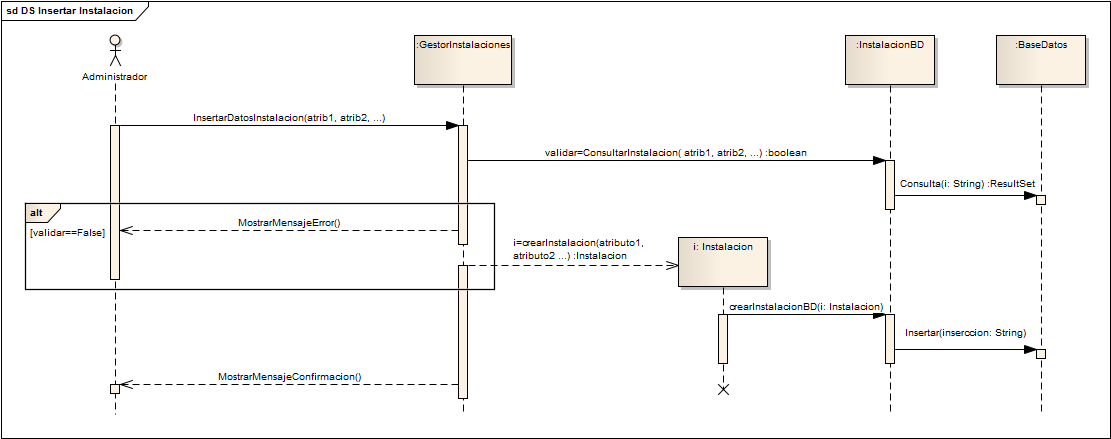 sd DS Insertar Instalacion
:GestorInstalaciones
:InstalacionBD
:BaseDatos
Administrador
InsertarDatosInstalacion(atrib1, atrib2, ...)
validar=ConsultarInstalacion( atrib1, atrib2, ...) :boolean
Consulta(i: String) :ResultSet
alt
[validar==False]
MostrarMensajeError()
i=crearInstalacion(atributo1,
atributo2 ...) :Instalacion
i: Instalacion
crearInstalacionBD(i: Instalacion)
Insertar(inserccion: String)
MostrarMensajeConfirmacion()